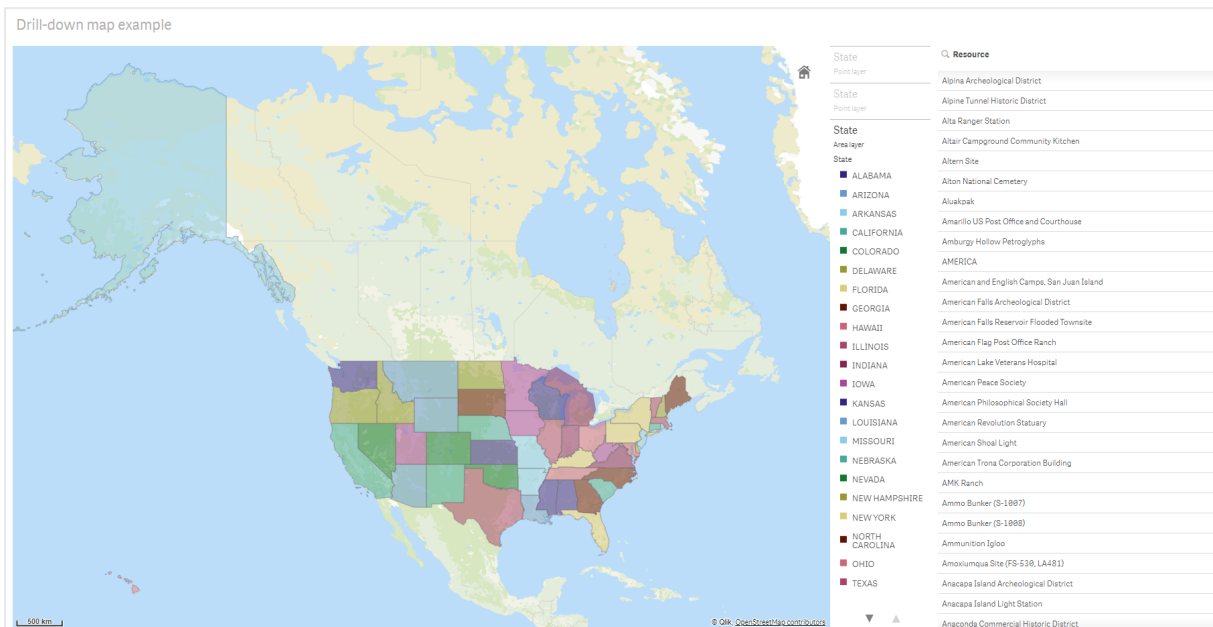 Drill-down map example
500 km
© Qlik, OpenStreetMap contributors
State
Point layer
State
Point layer
State
Area layer
State
ALABAMA
ARIZONA
ARKANSAS
CALIFORNIA
COLORADO
DELAWARE
FLORIDA
GEORGIA
HAWAII
ILLINOIS
INDIANA
IOWA
KANSAS
LOUISIANA
MISSOURI
NEBRASKA
NEVADA
NEW HAMPSHIRE
NEW YORK
NORTH
CAROLINA
OHIO
TEXAS
Resource
Alpina Archeological District
Alpine Tunnel Historic District
Alta Ranger Station
Altair Campground Community Kitchen
Altern Site
Alton National Cemetery
Aluakpak
Amarillo US Post Office and Courthouse
Amburgy Hollow Petroglyphs
AMERICA
American and English Camps, San Juan Island
American Falls Archeological District
American Falls Reservoir Flooded Townsite
American Flag Post Office Ranch
American Lake Veterans Hospital
American Peace Society
American Philosophical Society Hall
American Revolution Statuary
American Shoal Light
American Trona Corporation Building
AMK Ranch
Ammo Bunker (S-1007)
Ammo Bunker (S-1008)
Ammunition Igloo
Amoxiumqua Site (FS-530, LA481)
Anacapa Island Archeological District
Anacapa Island Light Station
Anaconda Commercial Historic District